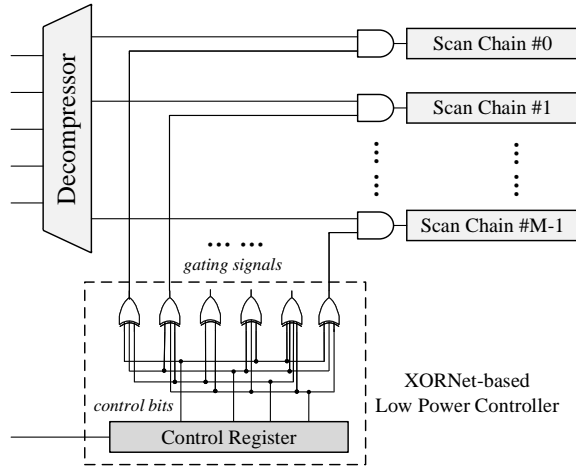 Decompressor
Scan Chain #0
Scan Chain #1
Scan Chain #M-1
gating signals
control bits
Control Register
XORNet-based
Low Power Controller